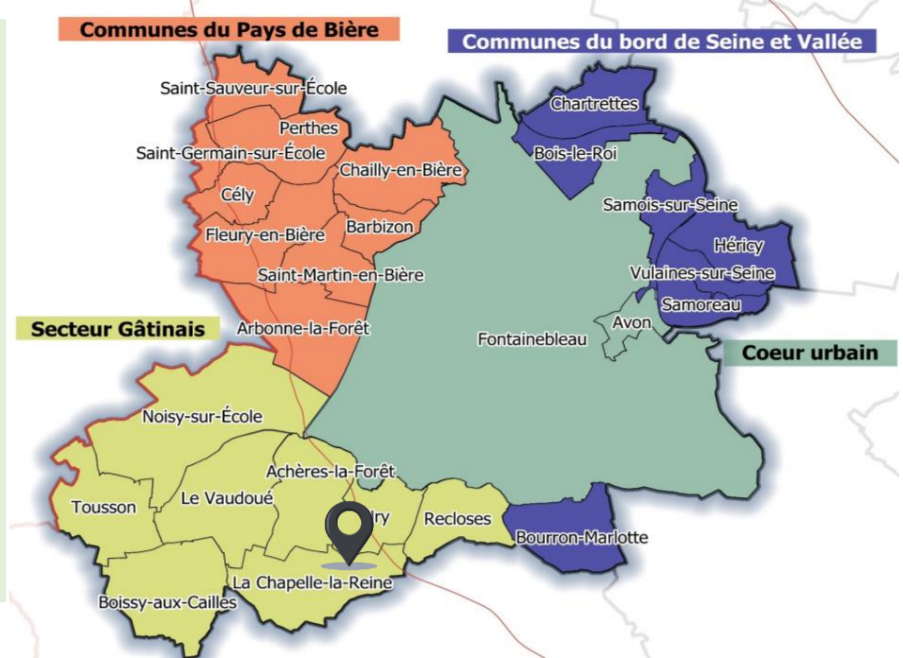 Communes du Pays de Bière
Communes du bord de Seine et Vallée
Saint-Sauveur-sur-École
Chartrettes
Perthes
Saint-Germain-sur-École
Bois-le-Roi
Chailly-en-Bière
Cély
Samois-sur-Seine
Barbizon
Fleury-en-Bière
Héricy
Saint-Martin-en-Bière
Vulaines-sur-Seine
Samoreau
Secteur Gâtinais
Arbonne-la-Forêt
Avon
Fontainebleau
Coeur urbain
Noisy-sur-École
Achères-la-Forêt
Le Vaudoué
Tousson
Recloses
Bourron-Marlotte
La Chapelle-la-Reine
Boissy-aux-Cailles